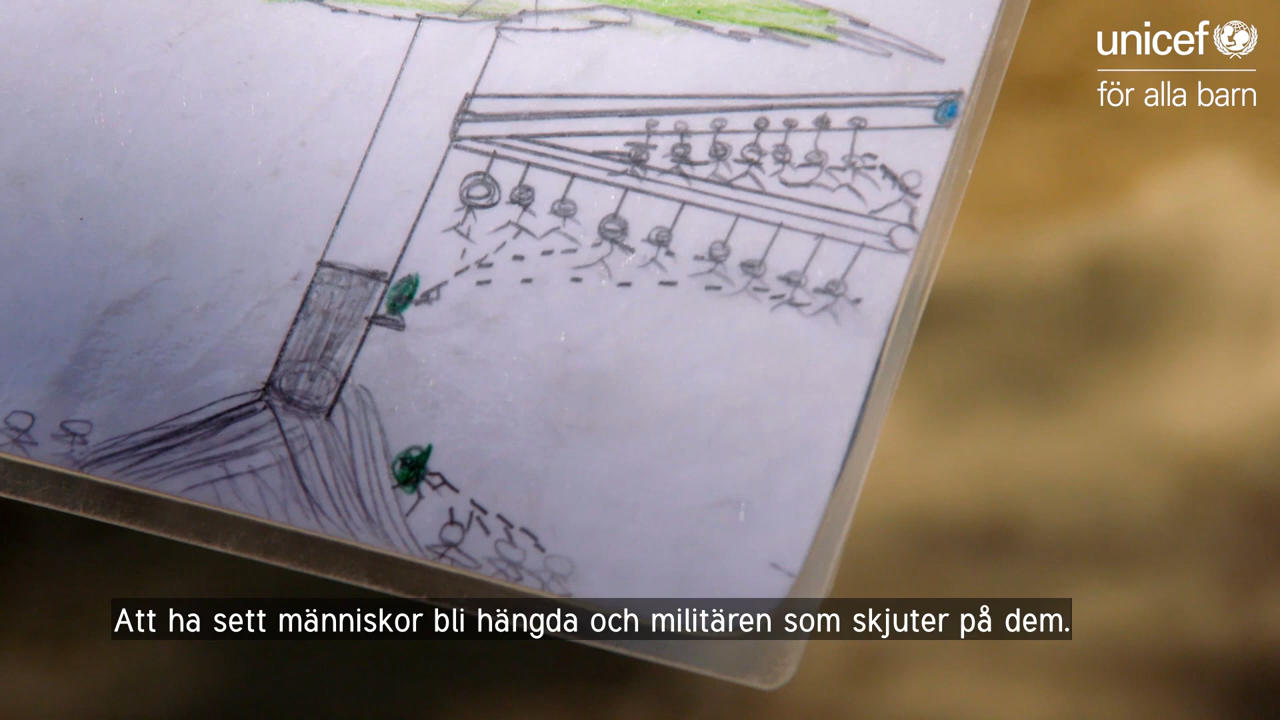 unicef
för alla barn
Att ha sett människor bli hängda och militären som skjuter på dem.